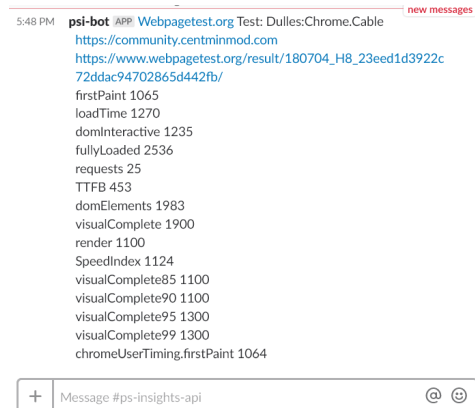 new messages
5:48 PM psi-bot APP Webpagetest.org Test: Dulles:Chrome.Cable
https://community.centminmod.com
https://www.webpagetest.org/result/180704_H8_23eed1d3922c
72ddac94702865d442fb/
firstPaint 1065
loadTime 1270
domInteractive 1235
fullyLoaded 2536
requests 25
TTFB 453
domElements 1983
visualComplete 1900
render 1100
SpeedIndex 1124
visualComplete85 1100
visualComplete90 1100
visualComplete95 1300
visualComplete99 1300
chromeUserTiming.firstPaint 1064
+ Message #ps-insights-api @